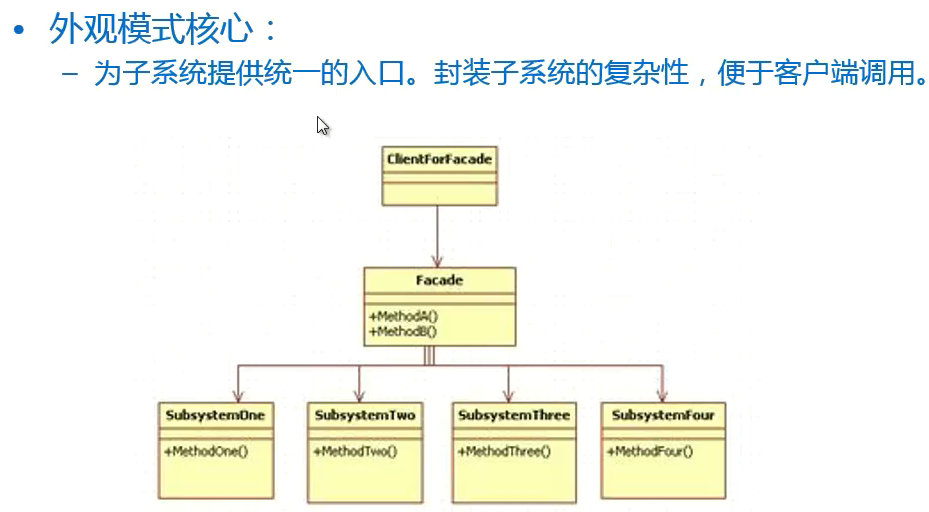 • 外观模式核心：
– 为子系统提供统一的入口。封装子系统的复杂性，便于客户端调用。
ClientForFacade
Facade
+MethodA()
+MethodB()
SubsystemOne
+MethodOne()
SubsystemTwo
+MethodTwo()
SubsystemThree
+MethodThree()
SubsystemFour
+MethodFour()